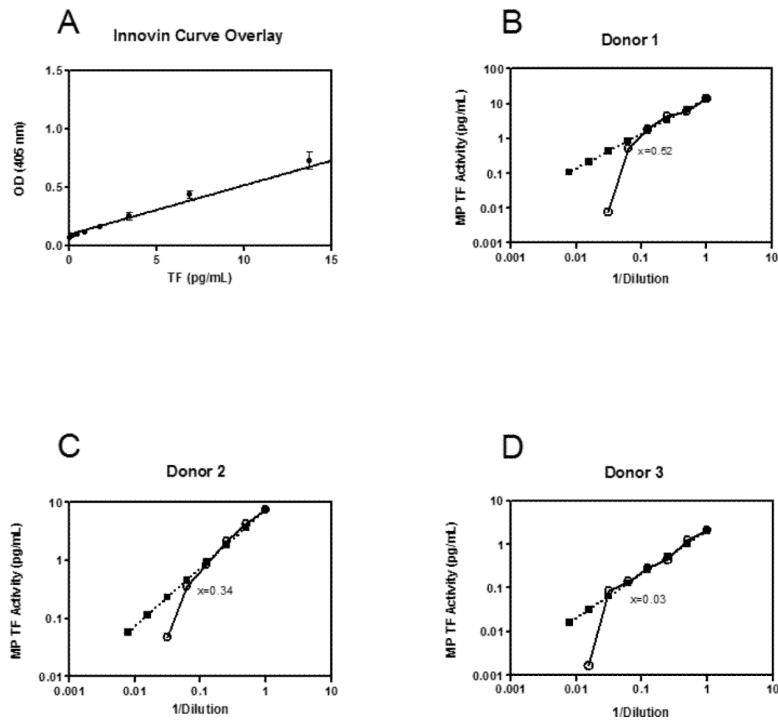 A
Innovin Curve Overlay
OD (405 nm)
1.5
1.0
0.5
0.0
0
5
10
15
TF (pg/mL)
B
Donor 1
MP TF Activity (pg/mL)
100
10
1
0.1
0.01
0.001
x=0.52
0.001
0.01
0.1
1
10
1/Dilution
C
Donor 2
MP TF Activity (pg/mL)
10
1
0.1
0.01
x=0.34
0.001
0.01
0.1
1
10
1/Dilution
D
Donor 3
MP TF Activity (pg/mL)
10
1
0.1
0.01
0.001
x=0.03
0.001
0.01
0.1
1
10
1/Dilution